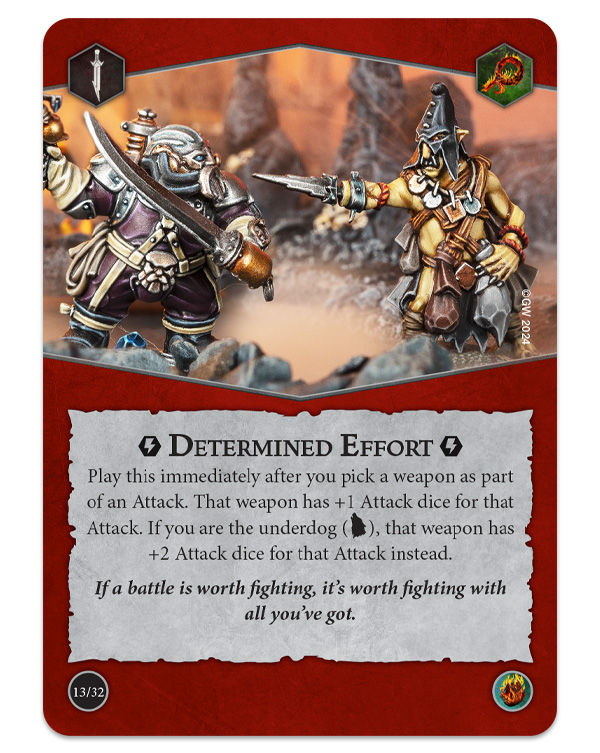 ©GW 2024
Determined Effort
Play this immediately after you pick a weapon as part
of an Attack. That weapon has +1 Attack dice for that
Attack. If you are the underdog ( ), that weapon has
+2 Attack dice for that Attack instead.
If a battle is worth fighting, it's worth fighting with
all you've got.
13/32